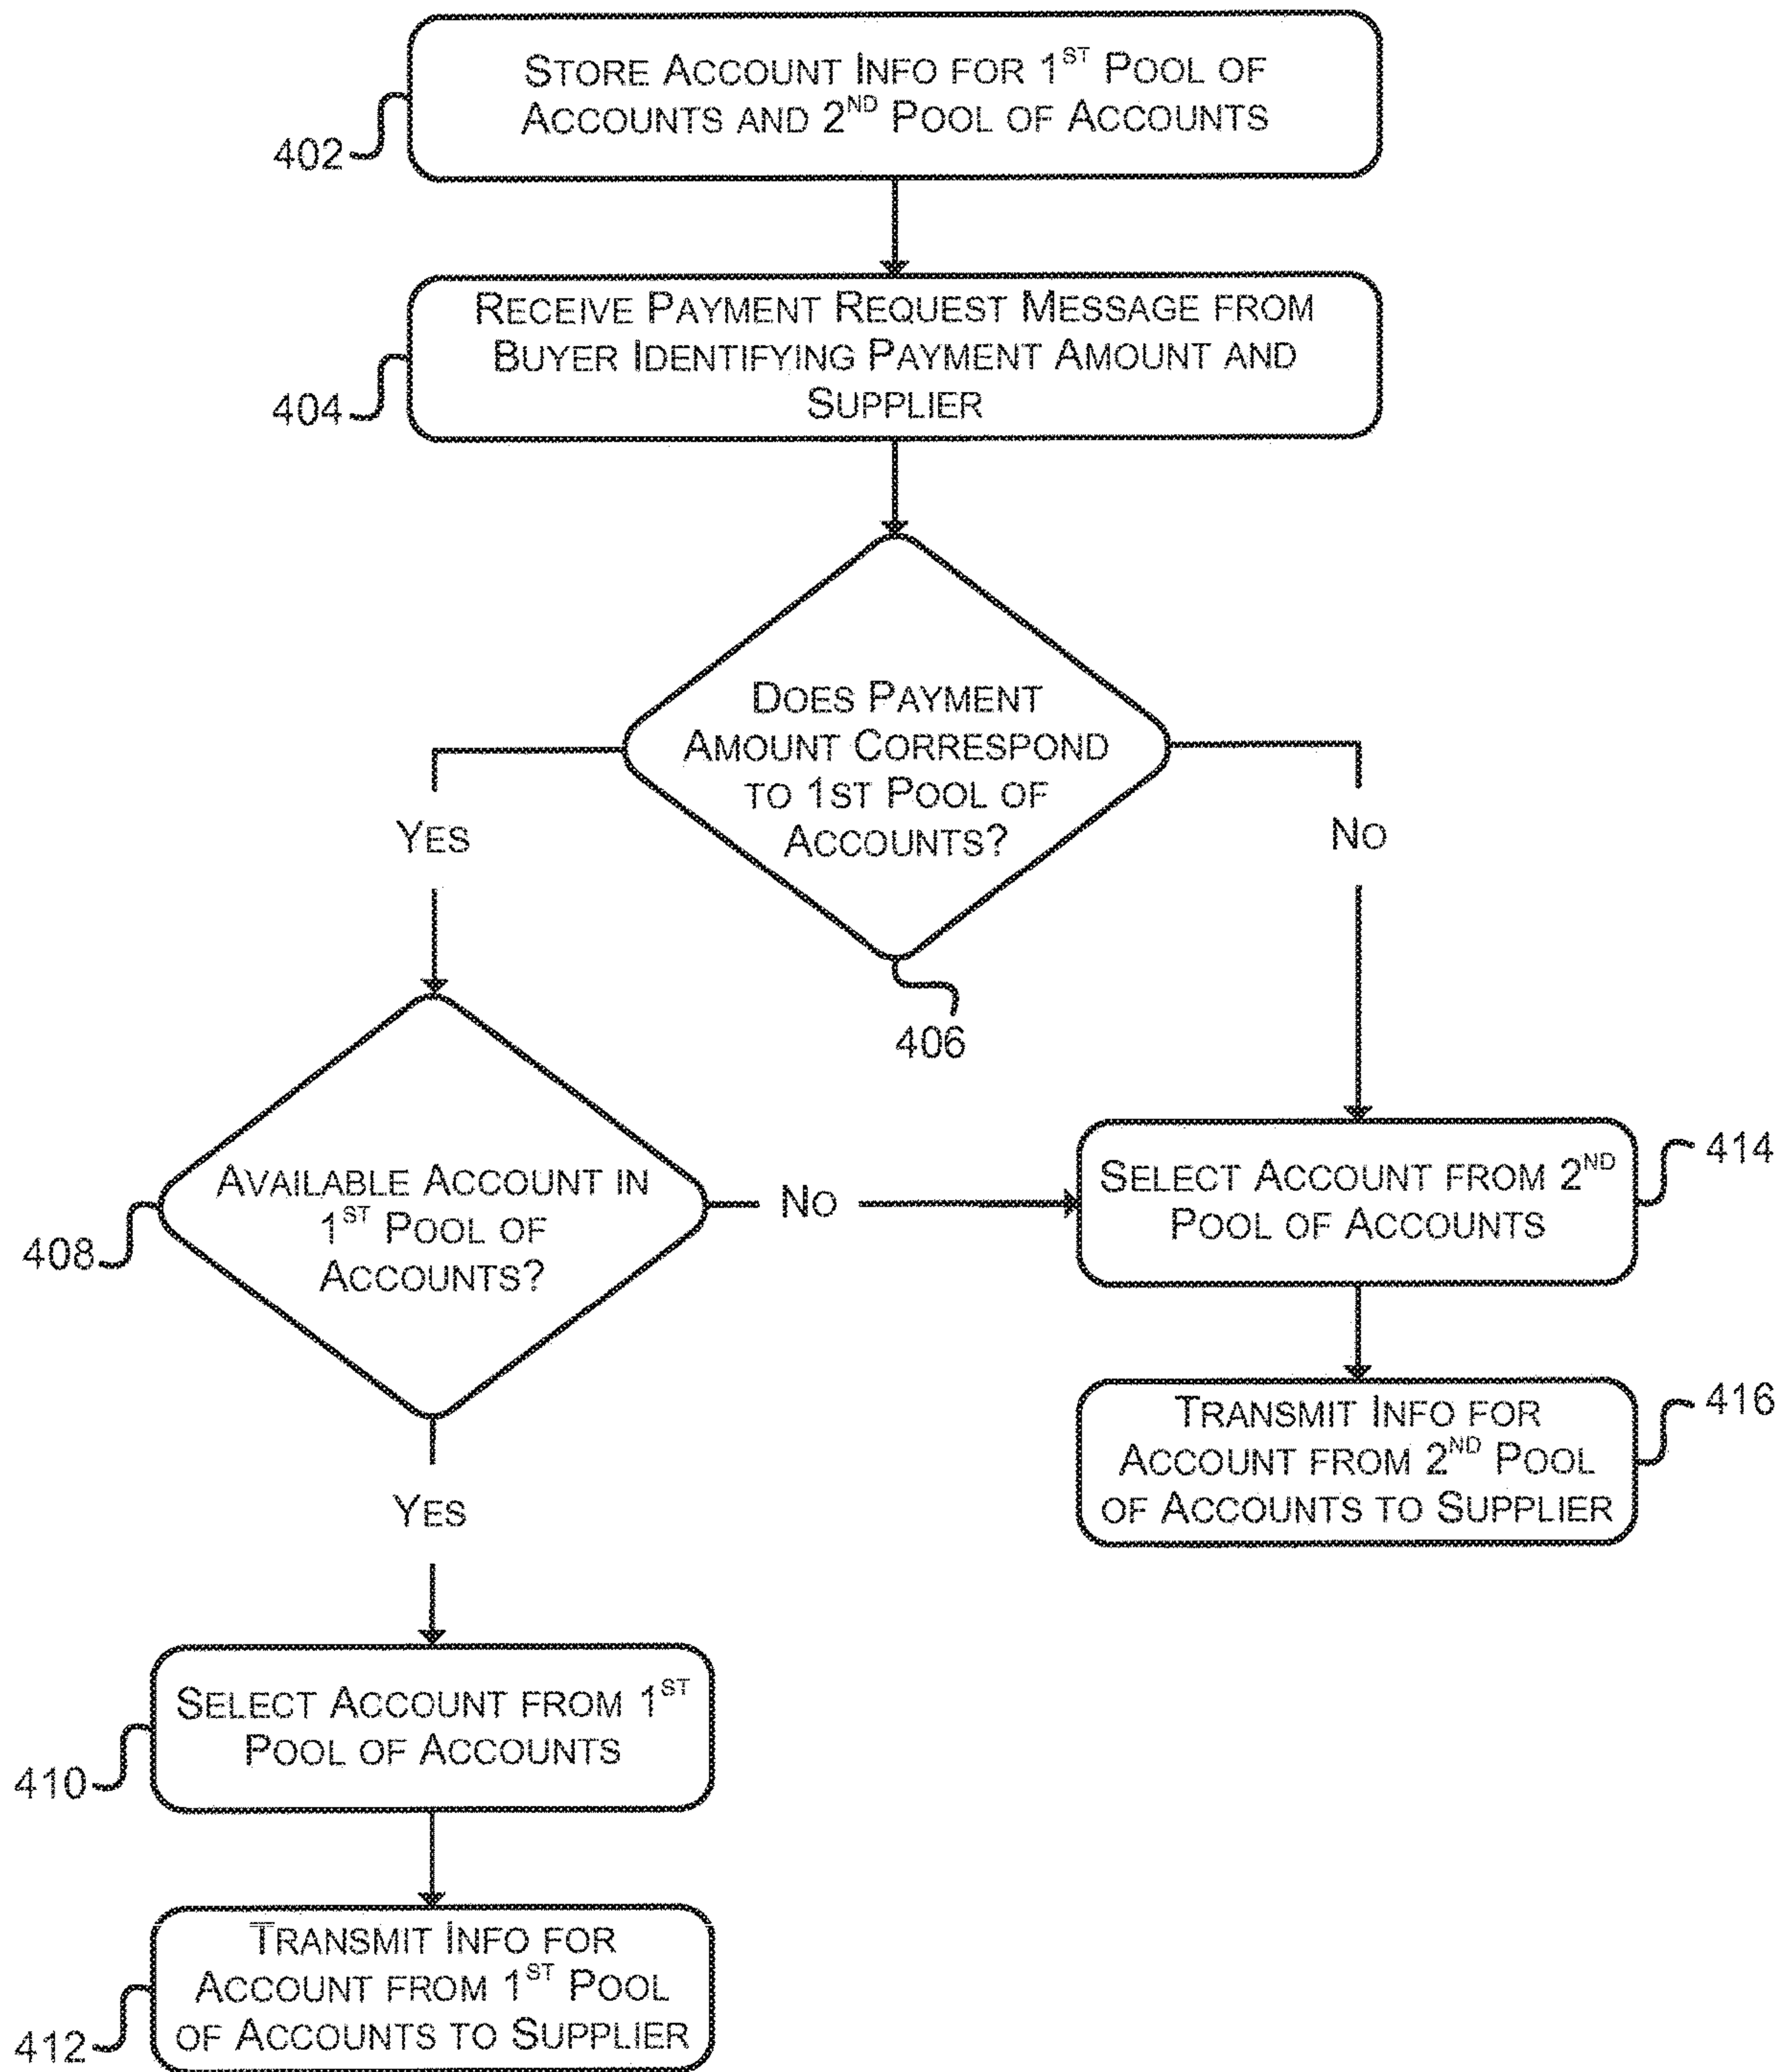 STORE ACCOUNT INFO FOR 1ST POOL OF
ACCOUNTS AND 2ND POOL OF ACCOUNTS
402
RECEIVE PAYMENT REQUEST MESSAGE FROM
BUYER IDENTIFYING PAYMENT AMOUNT AND
SUPPLIER
404
DOES PAYMENT
AMOUNT CORRESPOND
TO 1ST POOL OF
ACCOUNTS?
YES
NO
406
AVAILABLE ACCOUNT IN
1ST POOL OF
ACCOUNTS?
408
NO
SELECT ACCOUNT FROM 2ND
POOL OF ACCOUNTS
414
TRANSMIT INFO FOR
ACCOUNT FROM 2ND POOL
OF ACCOUNTS TO SUPPLIER
416
YES
SELECT ACCOUNT FROM 1ST
POOL OF ACCOUNTS
410
TRANSMIT INFO FOR
ACCOUNT FROM 1ST POOL
OF ACCOUNTS TO SUPPLIER
412